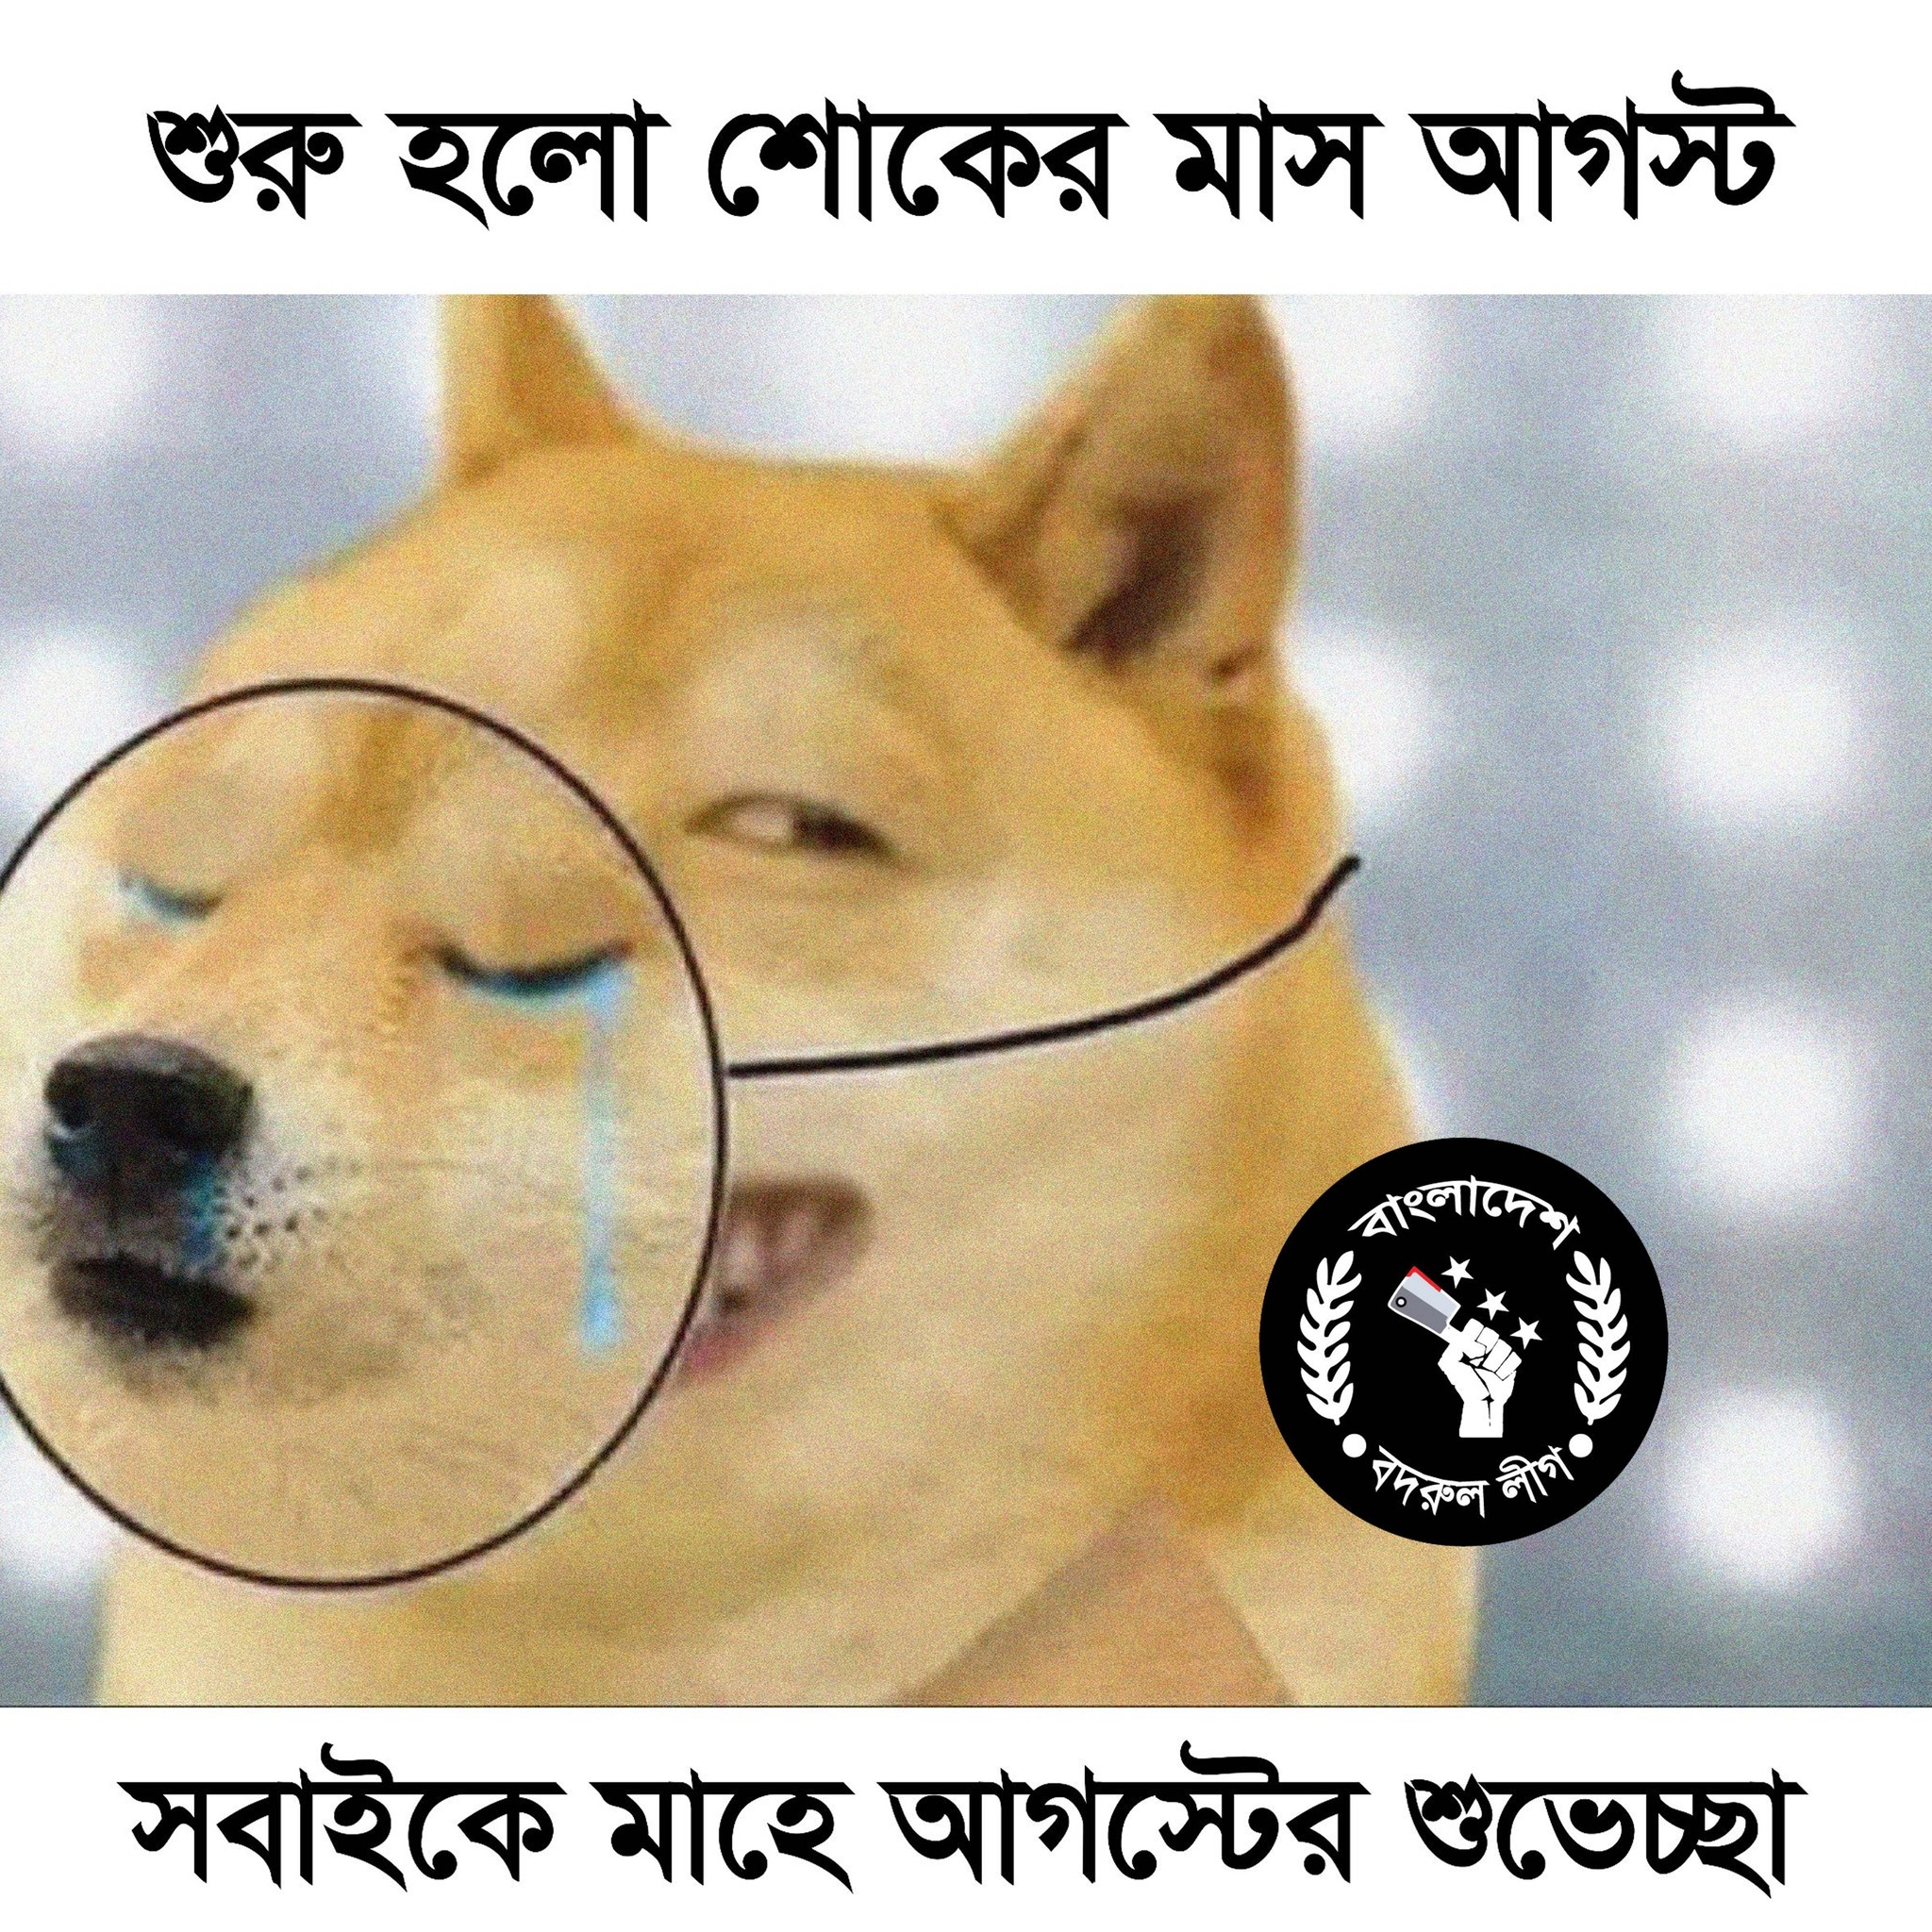 শুরু হলো শোকের মাস আগস্ট
বাংলাদেশ
বদরুল লীগ
সবাইকে মাহে আগস্টের শুভেচ্ছা